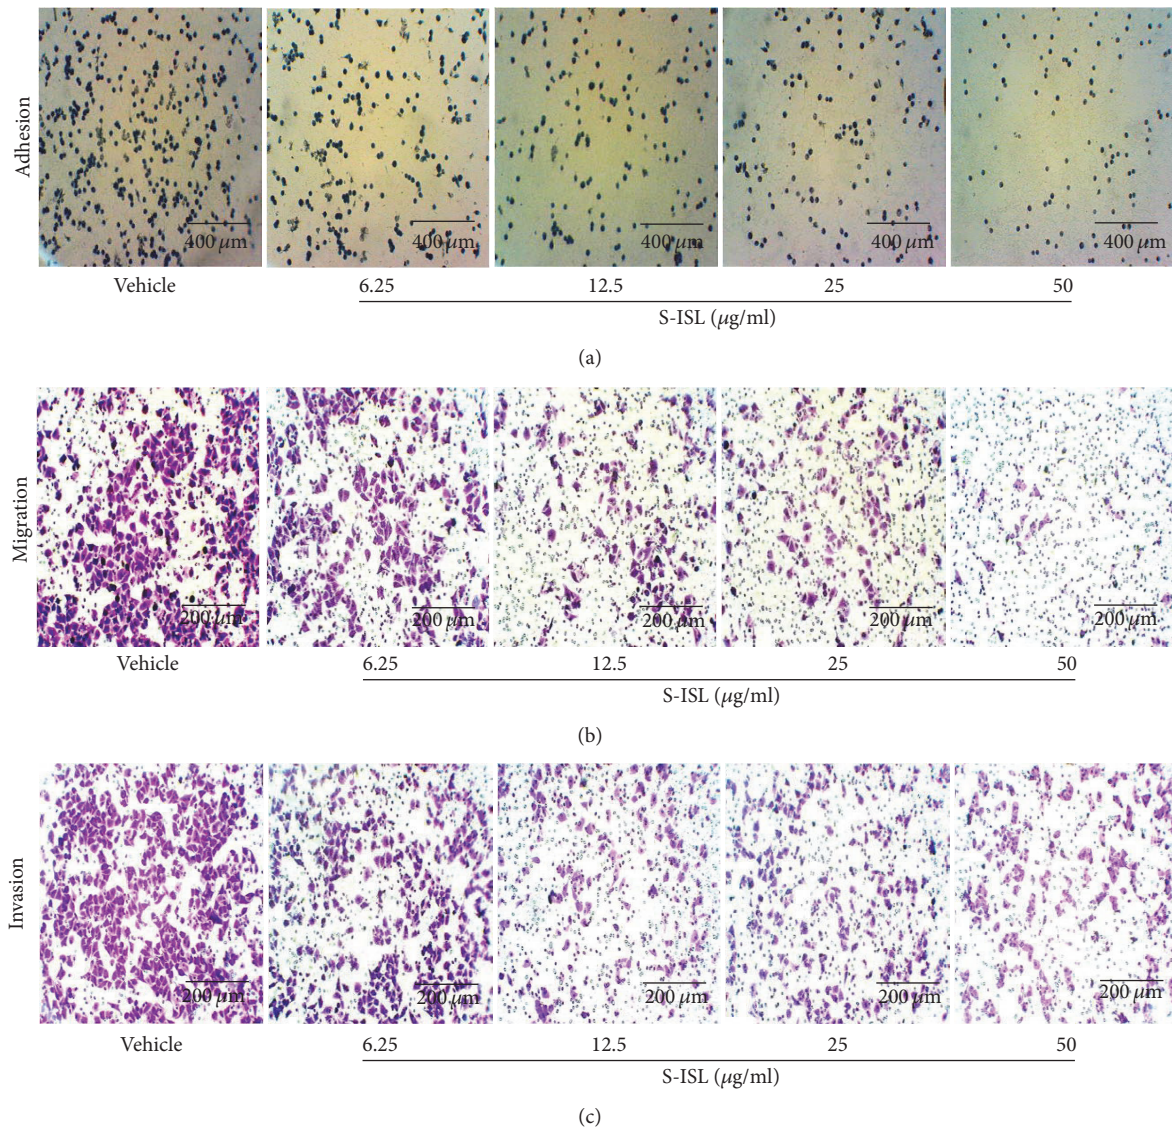 Adhesion
400 µm 400 µm 400 µm 400 µm 400 µm
Vehicle 6.25 12.5 25 50
S-ISL (µg/ml)
(a)
Migration
200 µm 200 µm 200 µm 200 µm 200 µm
Vehicle 6.25 12.5 25 50
S-ISL (µg/ml)
(b)
Invasion
200 µm 200 µm 200 µm 200 µm 200 µm
Vehicle 6.25 12.5 25 50
S-ISL (µg/ml)
(c)